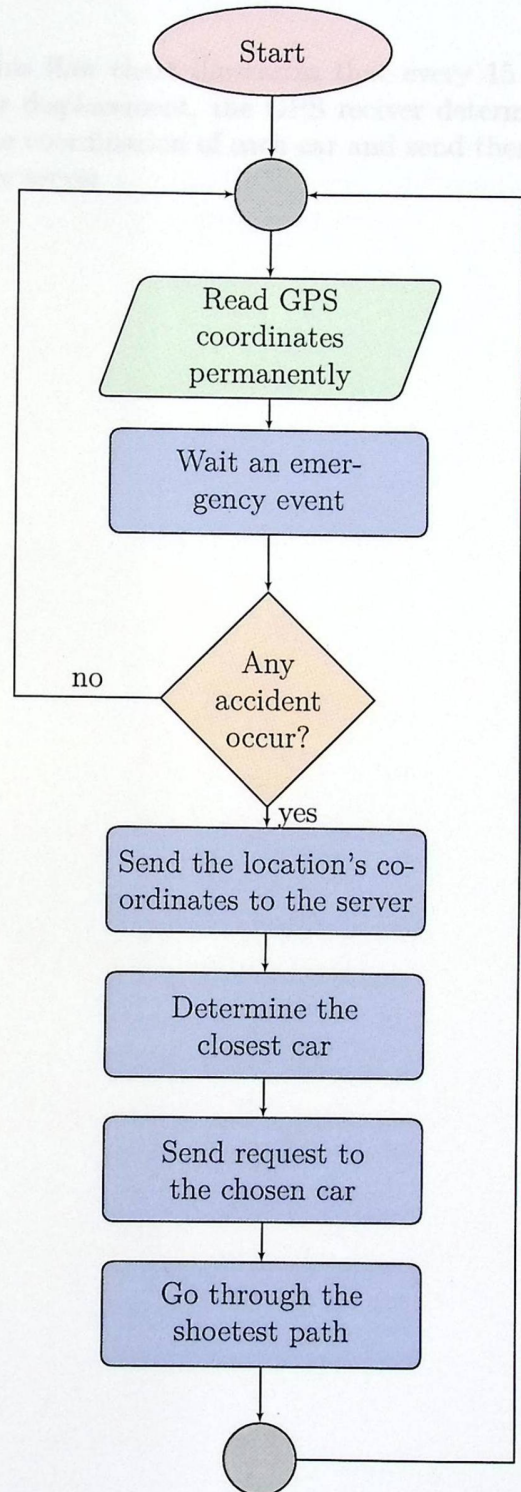 Start
Read GPS
coordinates
permanently
Wait an emer-
gency event
Any
accident
occur?
no
yes
Send the location's co-
ordinates to the server
Determine the
closest car
Send request to
the chosen car
Go through the
shoetest path